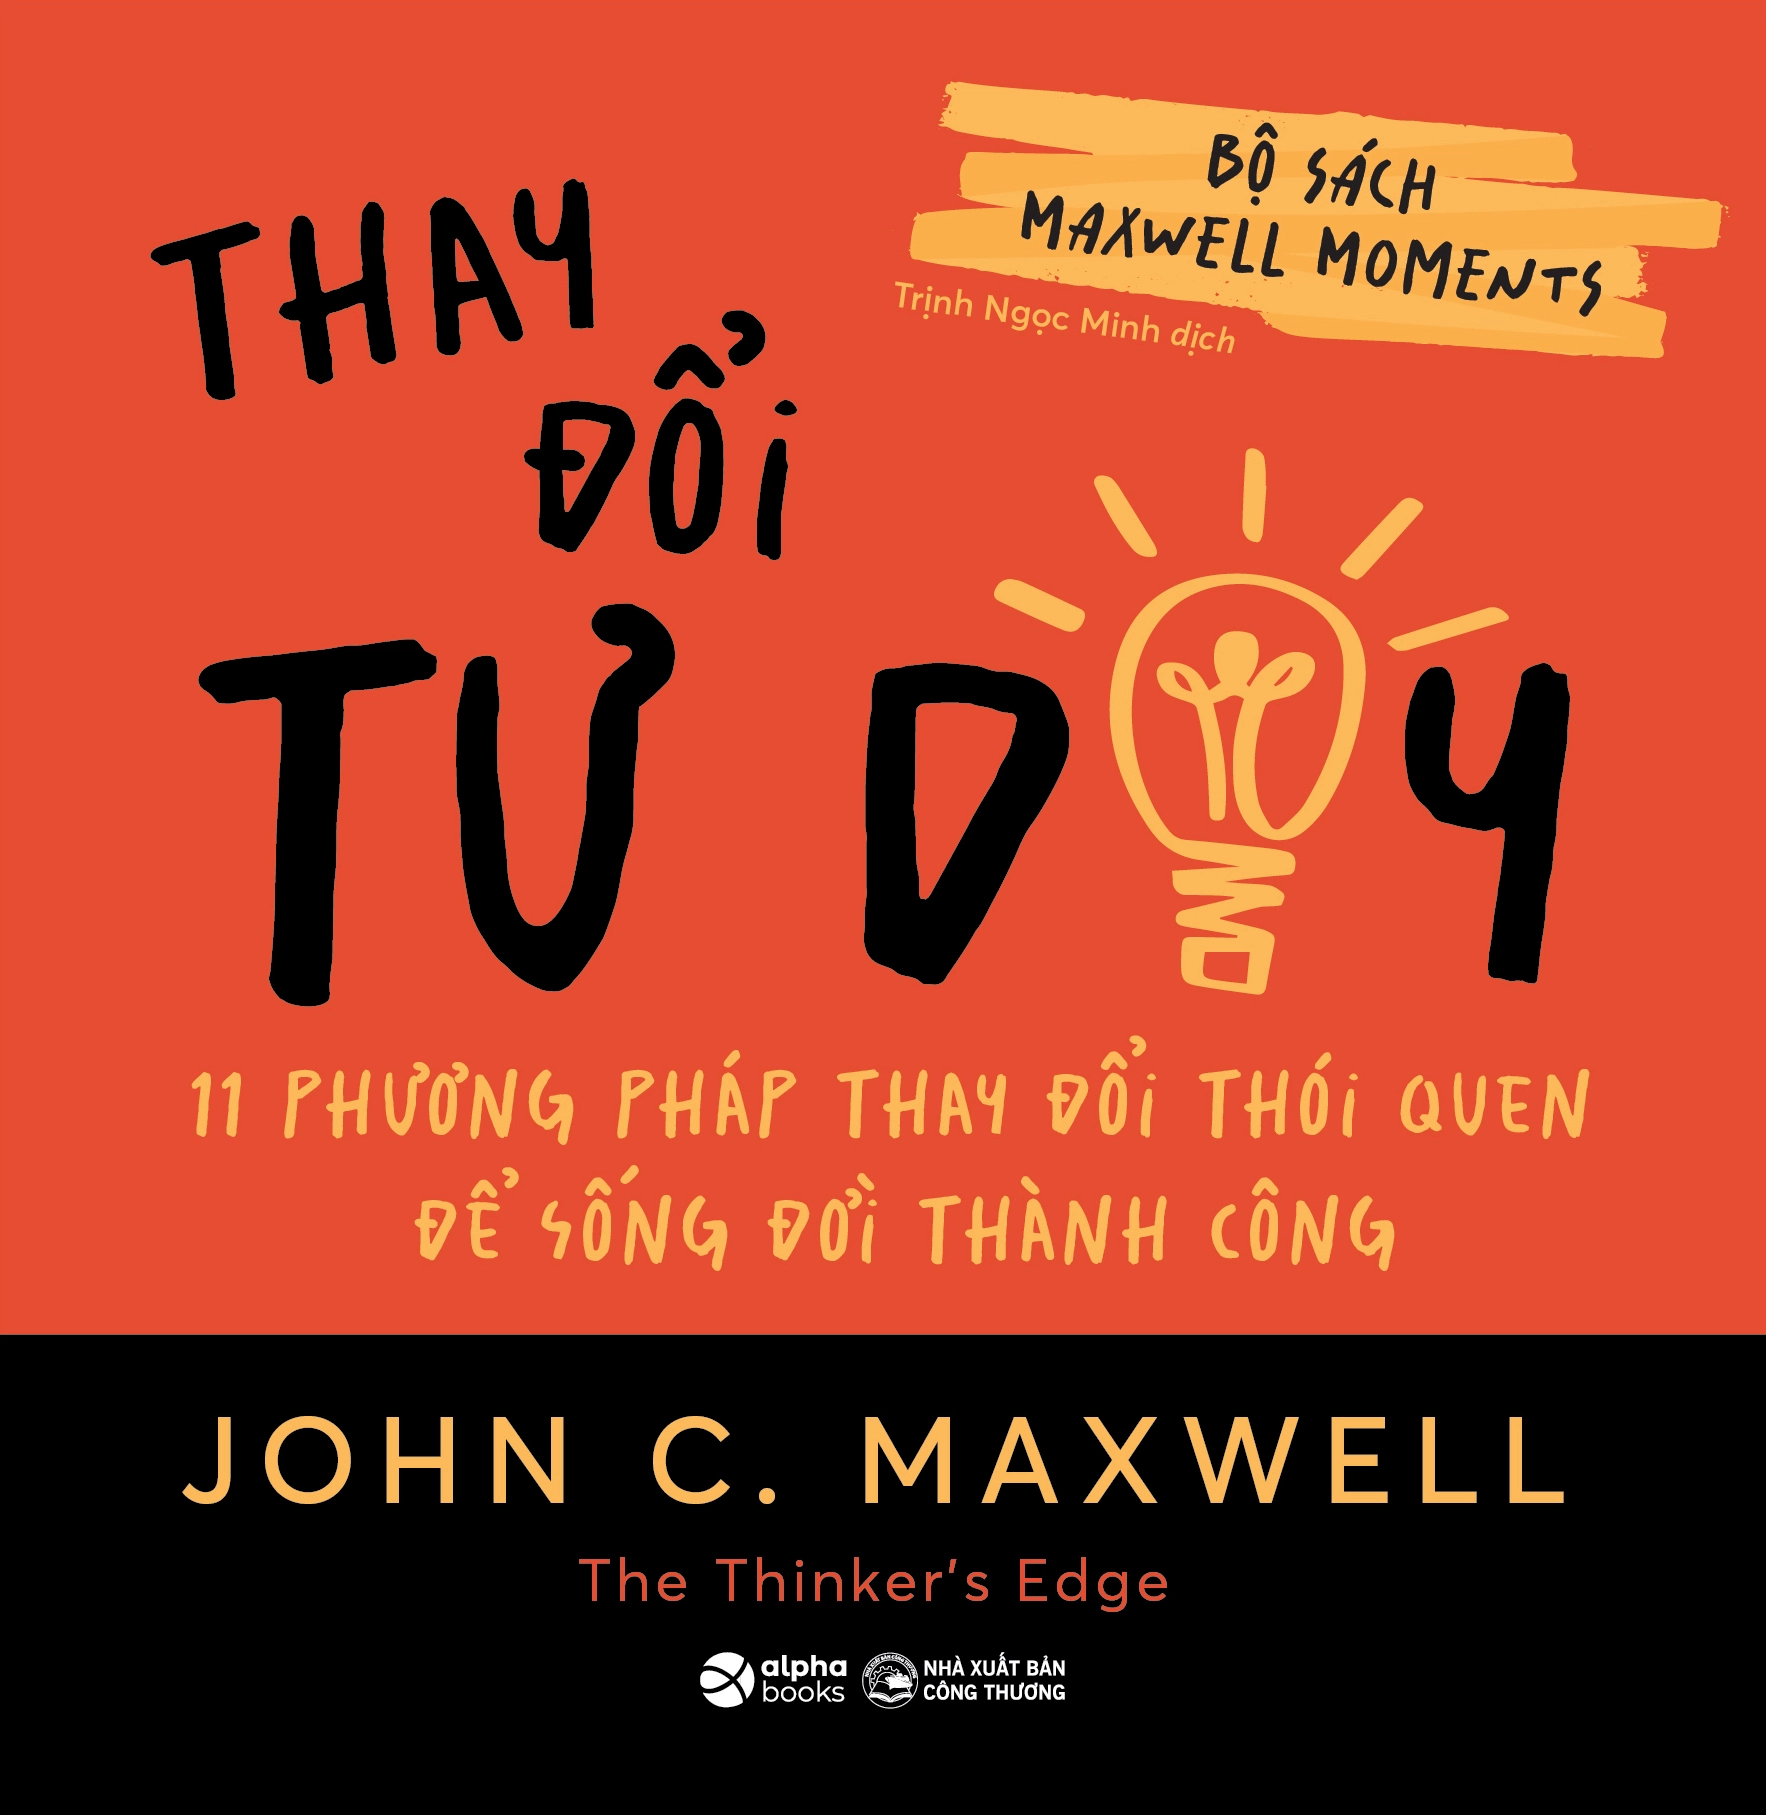 BỘ SÁCH
MAXWELL MOMENTS
Trịnh Ngọc Minh dịch
THAY
ĐỔI
TƯ DUY
11 PHƯƠNG PHÁP THAY ĐỔI THÓI QUEN
ĐỂ SỐNG ĐỜI THÀNH CÔNG
JOHN C. MAXWELL
The Thinker's Edge
alpha
books
NHÀ XUẤT BẢN
CÔNG THƯƠNG